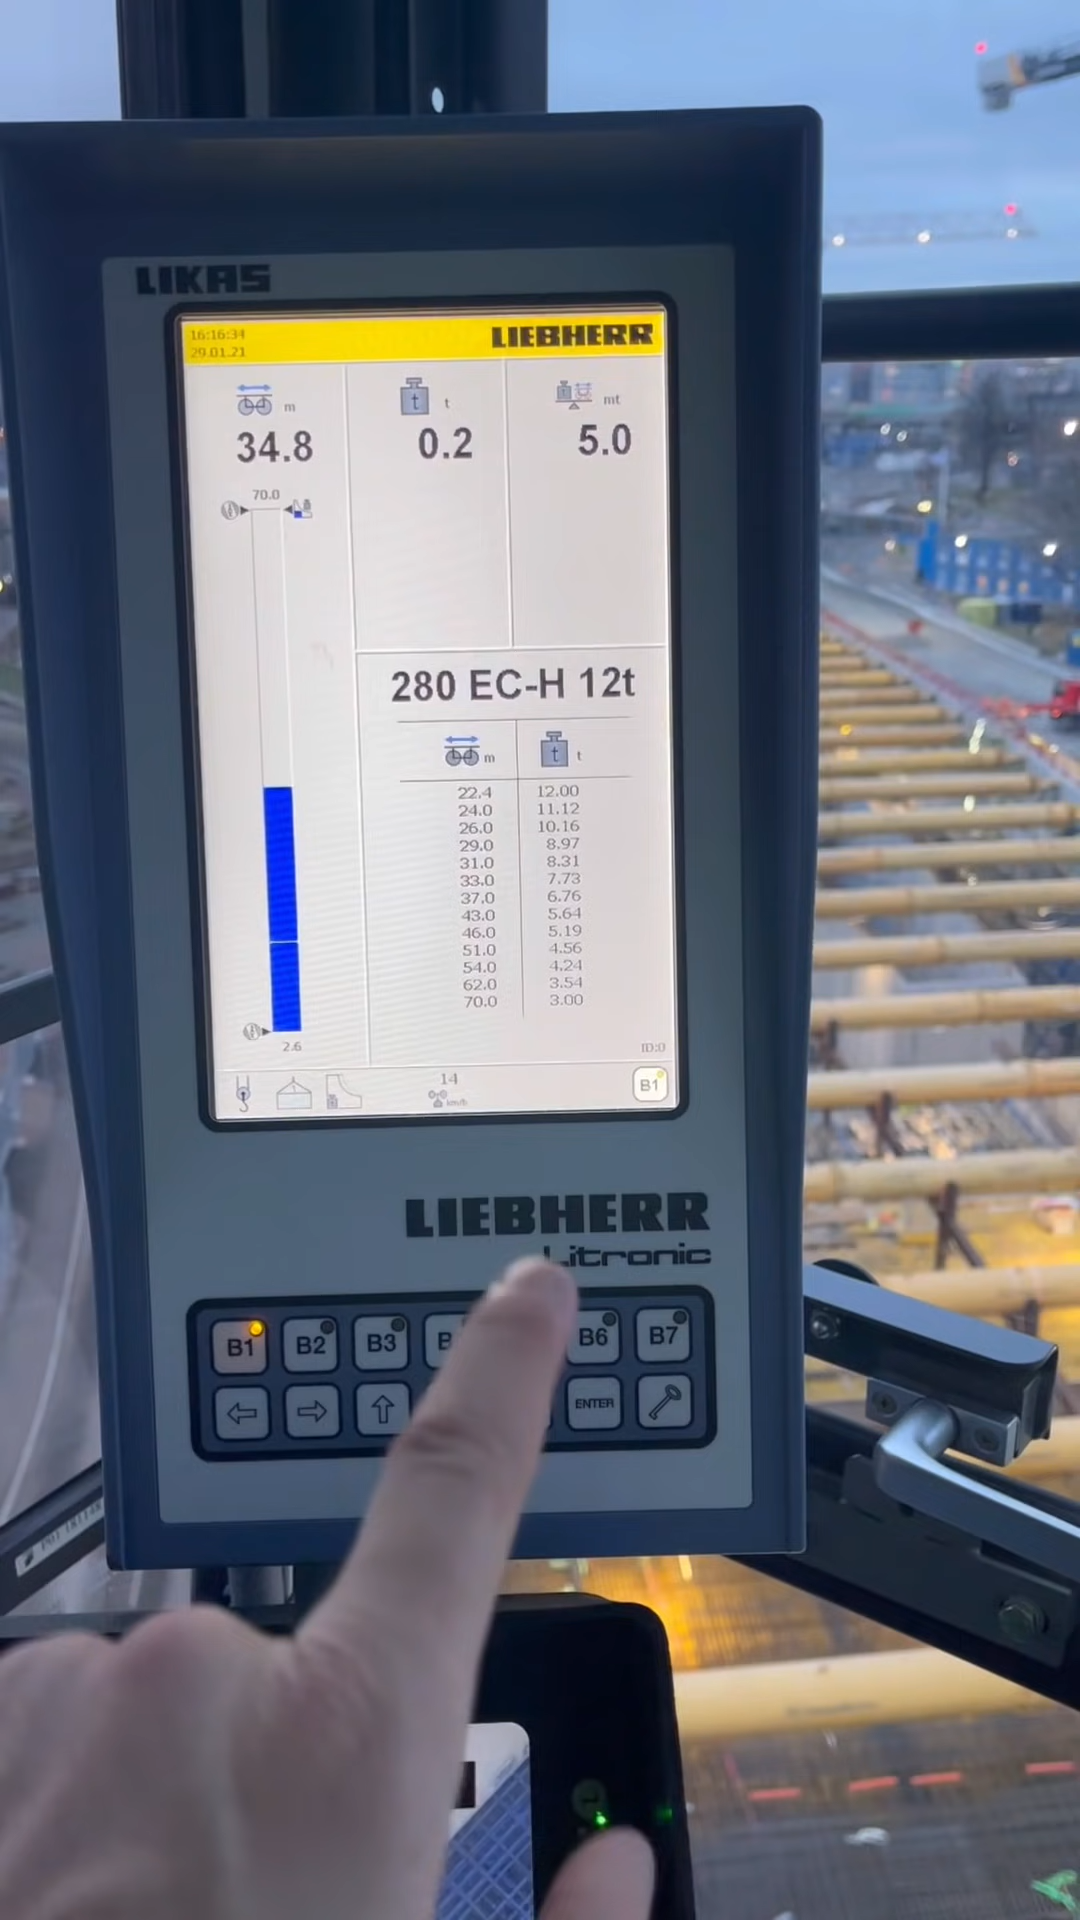 LIKAS
16:16:34
29.01.21
LIEBHERR
m
t
t
mt
34.8
0.2
5.0
70.0
280 EC-H 12t
m
t
t
22.4 12.00
24.0 11.12
26.0 10.16
29.0 8.97
31.0 8.31
33.0 7.73
37.0 6.76
43.0 5.64
46.0 5.19
51.0 4.56
54.0 4.24
62.0 3.54
70.0 3.00
2.6
ID:0
14
km/h
B1
LIEBHERR
Litronic
B1 B2 B3 B6 B7
ENTER